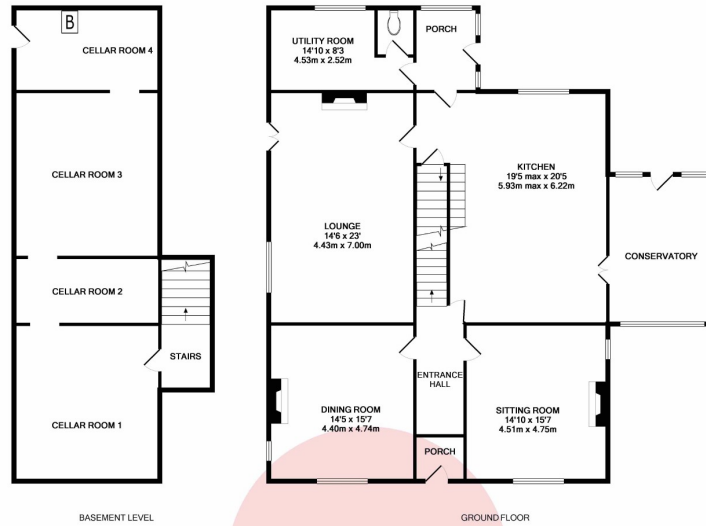 B
CELLAR ROOM 4
CELLAR ROOM 3
CELLAR ROOM 2
STAIRS
CELLAR ROOM 1
BASEMENT LEVEL
UTILITY ROOM
14'10 x 8'3
4.53m x 2.52m
PORCH
LOUNGE
14'6 x 23'
4.43m x 7.00m
KITCHEN
19'5 max x 20'5
5.93m max x 6.22m
CONSERVATORY
ENTRANCE
HALL
DINING ROOM
14'5 x 15'7
4.40m x 4.74m
SITTING ROOM
14'10 x 15'7
4.51m x 4.75m
PORCH
GROUND FLOOR